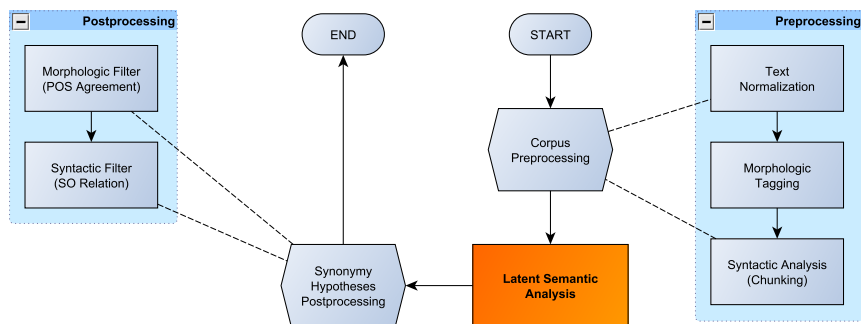 Postprocessing
Morphologic Filter
(POS Agreement)
Syntactic Filter
(SO Relation)
END
START
Corpus
Preprocessing
Synonymy
Hypotheses
Postprocessing
Latent Semantic
Analysis
Preprocessing
Text
Normalization
Morphologic
Tagging
Syntactic Analysis
(Chunking)